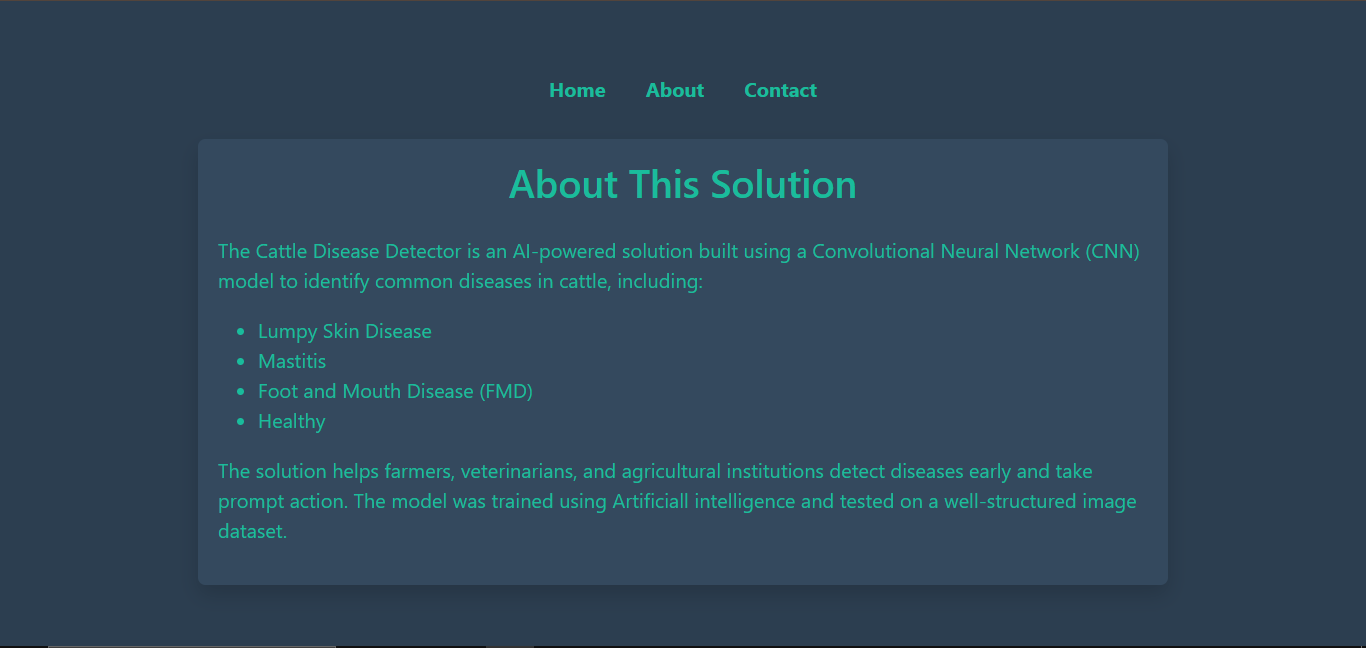 Home About Contact
About This Solution
The Cattle Disease Detector is an AI-powered solution built using a Convolutional Neural Network (CNN)
model to identify common diseases in cattle, including:
• Lumpy Skin Disease
• Mastitis
• Foot and Mouth Disease (FMD)
• Healthy
The solution helps farmers, veterinarians, and agricultural institutions detect diseases early and take
prompt action. The model was trained using Artificiall intelligence and tested on a well-structured image
dataset.